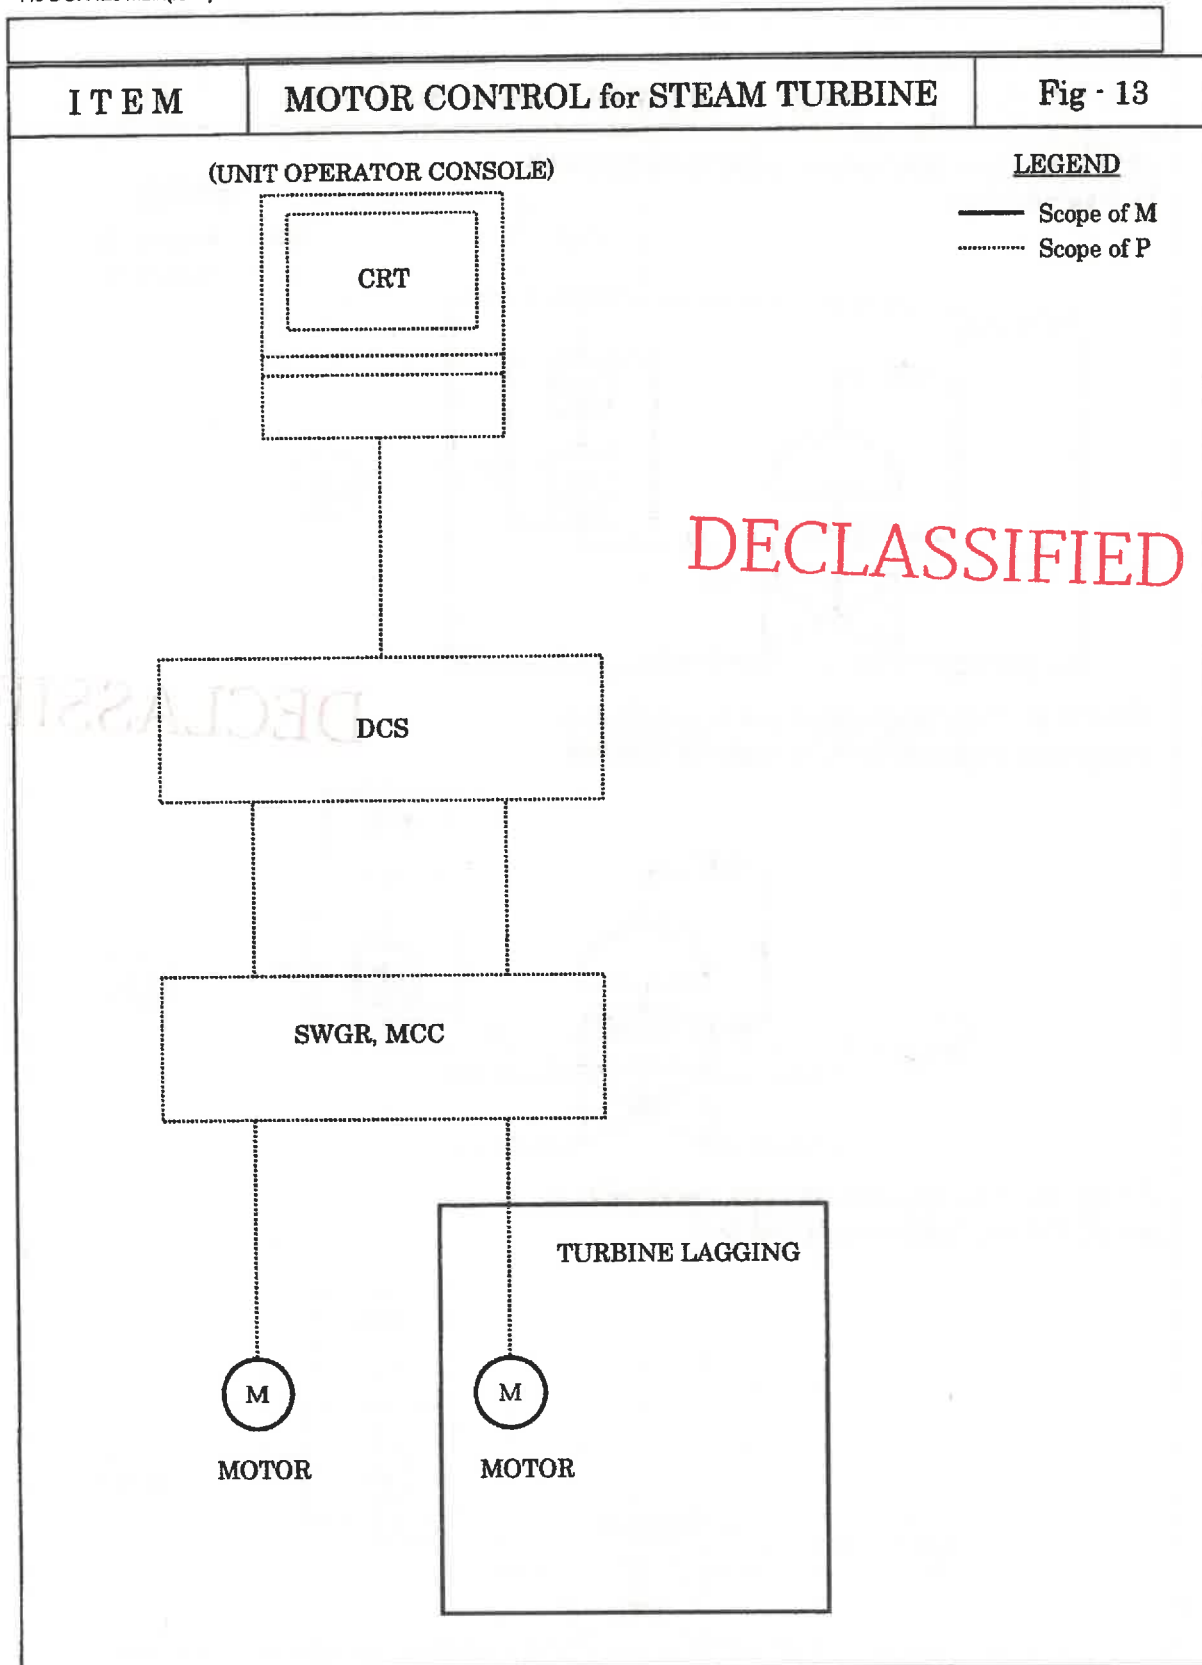 I T E M
MOTOR CONTROL for STEAM TURBINE
Fig - 13
(UNIT OPERATOR CONSOLE)
LEGEND
Scope of M
Scope of P
CRT
DECLASSIFIED
DCS
SWGR, MCC
TURBINE LAGGING
M
M
MOTOR
MOTOR